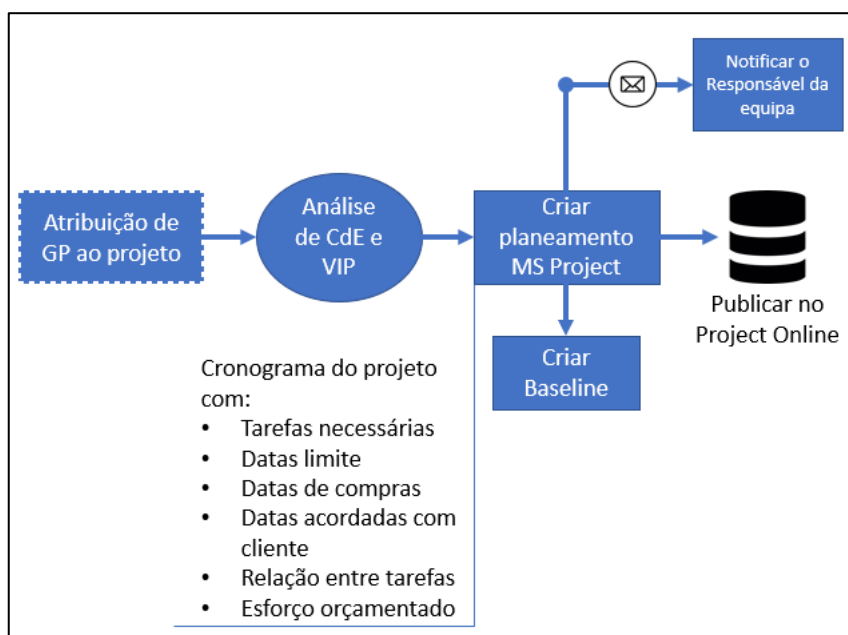 Notificar o
Responsável da
equipa
Atribuição de
GP ao projeto
Análise
de CdE e
VIP
Criar
planeamento
MS Project
Publicar no
Project Online
Criar
Baseline
Cronograma do projeto
com:
• Tarefas necessárias
• Datas limite
• Datas de compras
• Datas acordadas com
cliente
• Relação entre tarefas
• Esforço orçamentado